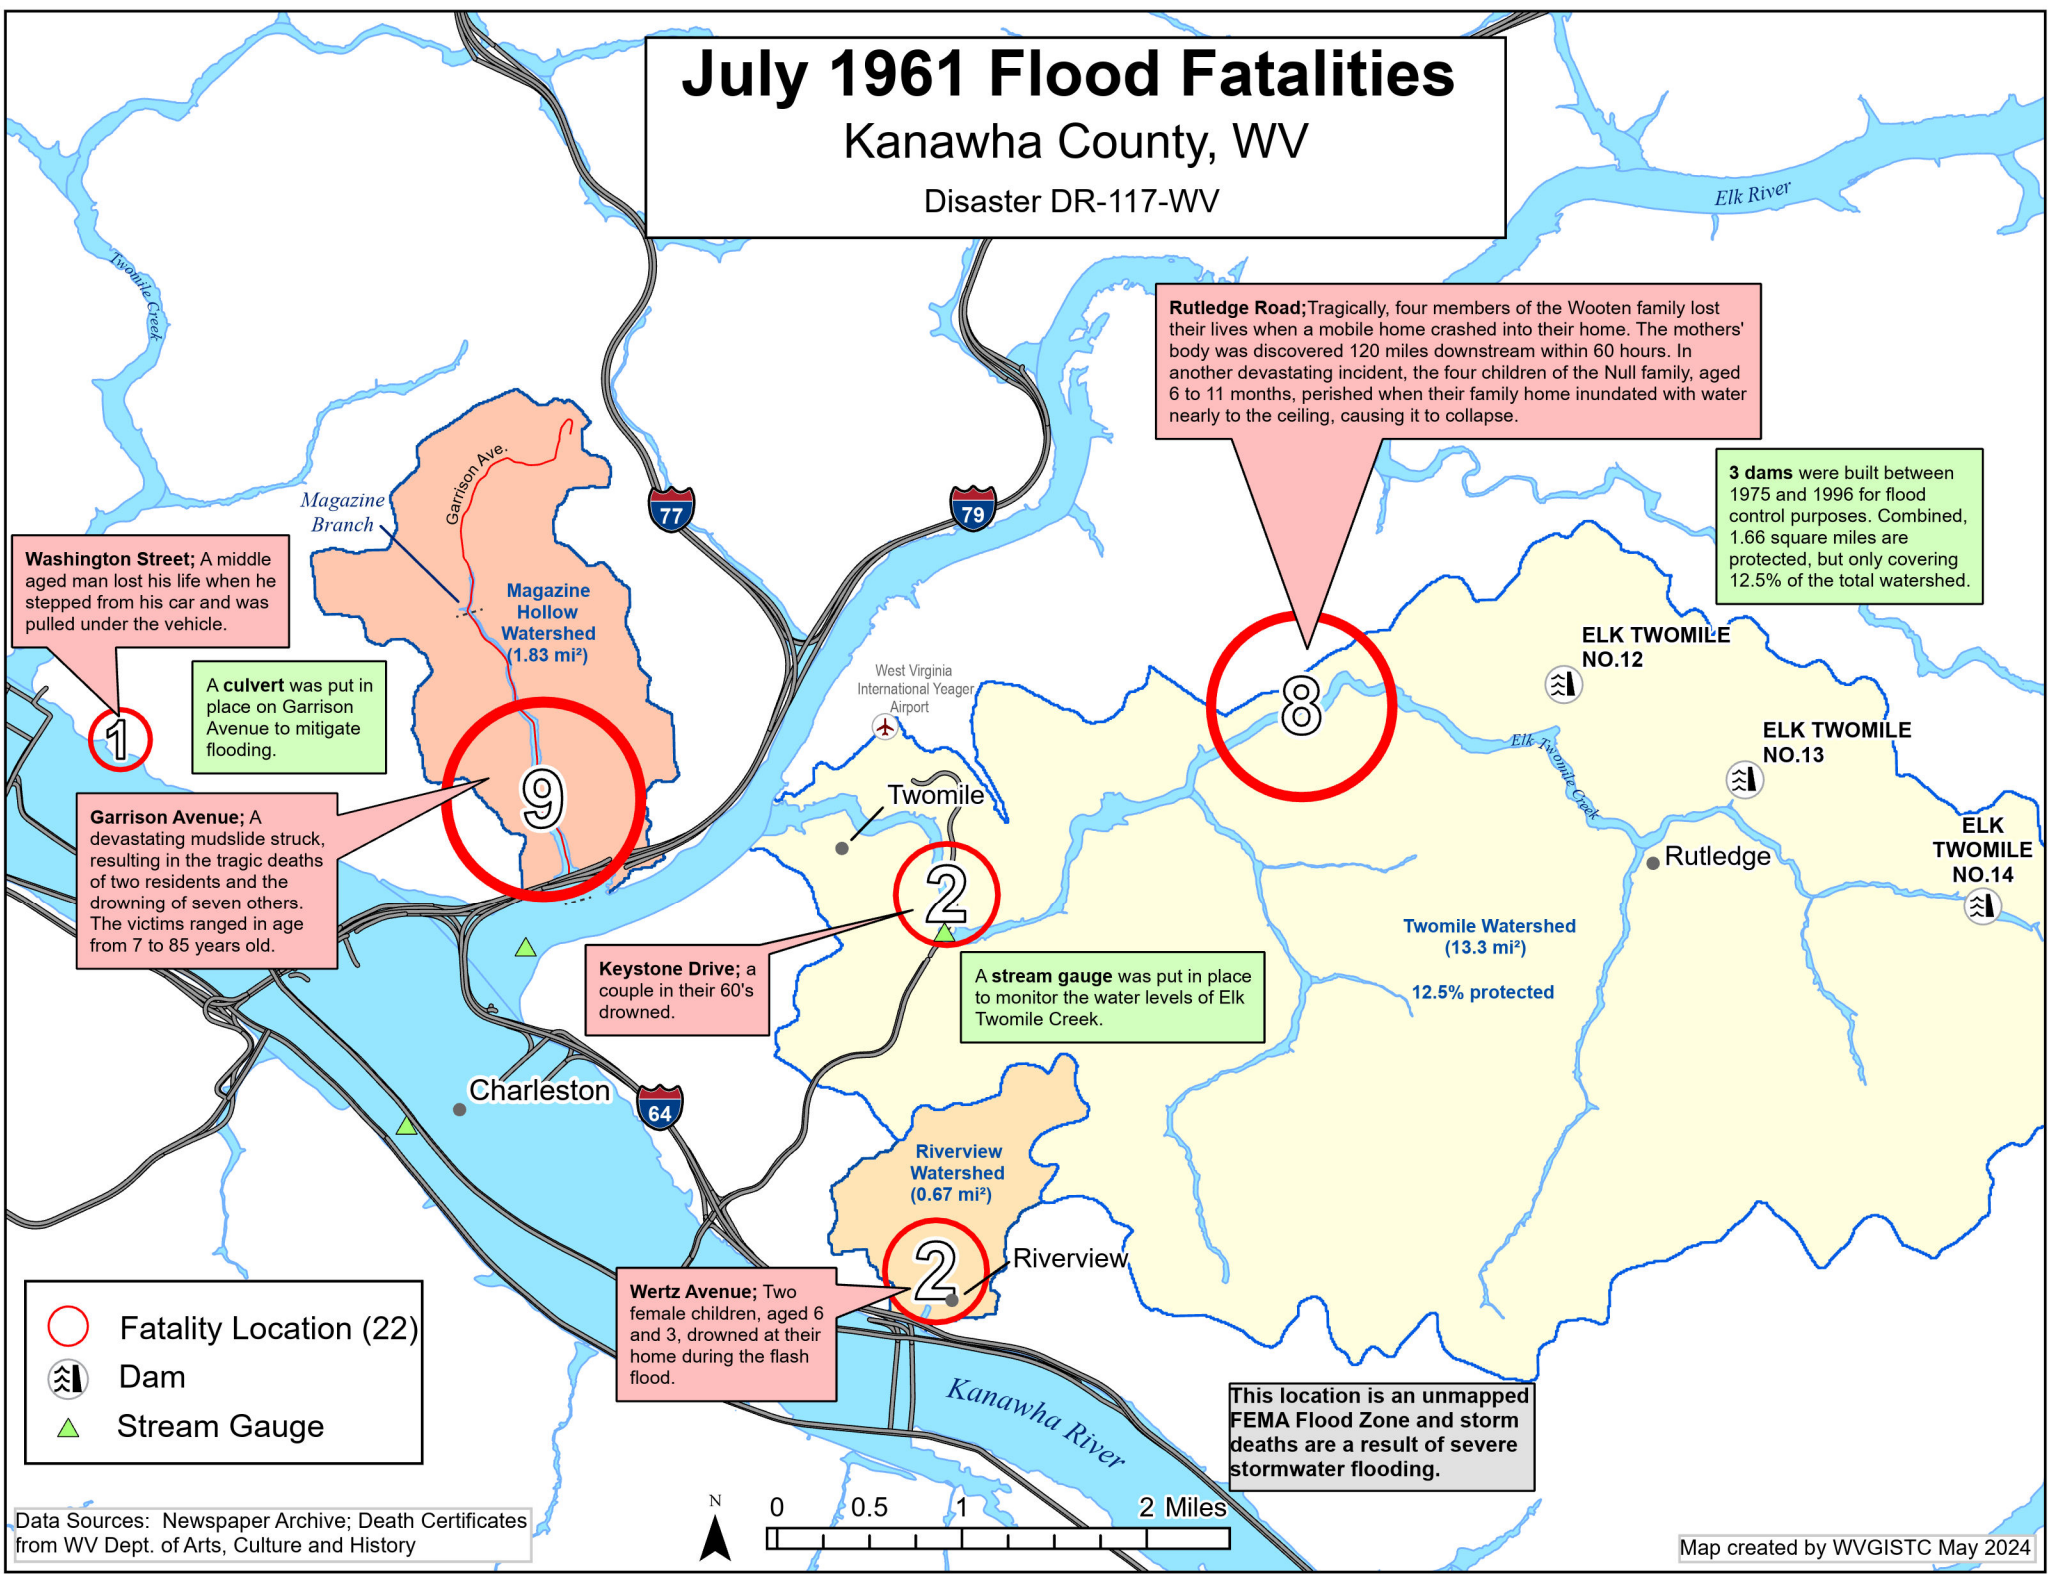 July 1961 Flood Fatalities
Kanawha County, WV
Disaster DR-117-WV
Elk River
Twomile Creek
Rutledge Road;Tragically, four members of the Wooten family lost
their lives when a mobile home crashed into their home. The mothers'
body was discovered 120 miles downstream within 60 hours. In
another devastating incident, the four children of the Null family, aged
6 to 11 months, perished when their family home inundated with water
nearly to the ceiling, causing it to collapse.
3 dams were built between
1975 and 1996 for flood
control purposes. Combined,
1.66 square miles are
protected, but only covering
12.5% of the total watershed.
Garrison Ave.
Magazine
Branch
77
79
Washington Street; A middle
aged man lost his life when he
stepped from his car and was
pulled under the vehicle.
Magazine
Hollow
Watershed
(1.83 mi²)
A culvert was put in
place on Garrison
Avenue to mitigate
flooding.
1
West Virginia
International Yeager
Airport
8
ELK TWOMILE
NO.12
ELK TWOMILE
NO.13
Elk Twomile Creek
Twomile
9
Garrison Avenue; A
devastating mudslide struck,
resulting in the tragic deaths
of two residents and the
drowning of seven others.
The victims ranged in age
from 7 to 85 years old.
ELK
TWOMILE
NO.14
Rutledge
2
Twomile Watershed
(13.3 mi²)
12.5% protected
Keystone Drive; a
couple in their 60's
drowned.
A stream gauge was put in place
to monitor the water levels of Elk
Twomile Creek.
Charleston
64
Riverview
Watershed
(0.67 mi²)
2
Riverview
Wertz Avenue; Two
female children, aged 6
and 3, drowned at their
home during the flash
flood.
Fatality Location (22)
Dam
Stream Gauge
Kanawha River
This location is an unmapped
FEMA Flood Zone and storm
deaths are a result of severe
stormwater flooding.
N
0 0.5 1 2 Miles
Data Sources: Newspaper Archive; Death Certificates
from WV Dept. of Arts, Culture and History
Map created by WVGISTC May 2024